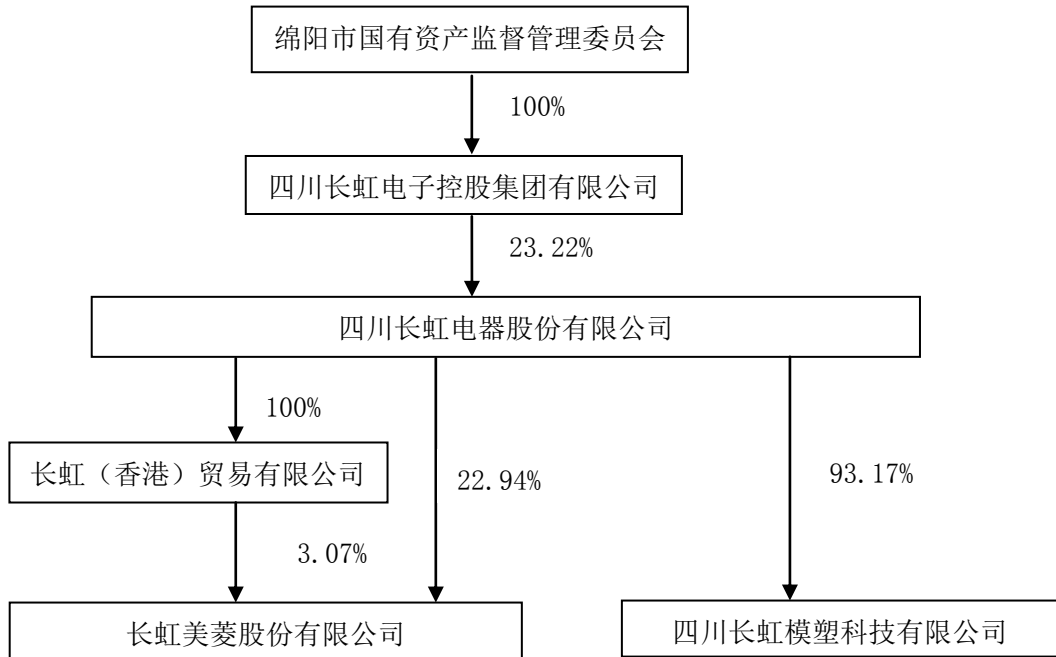 绵阳市国有资产监督管理委员会
100%
四川长虹电子控股集团有限公司
23.22%
四川长虹电器股份有限公司
100%
长虹（香港）贸易有限公司
22.94%
93.17%
3.07%
长虹美菱股份有限公司
四川长虹模塑科技有限公司